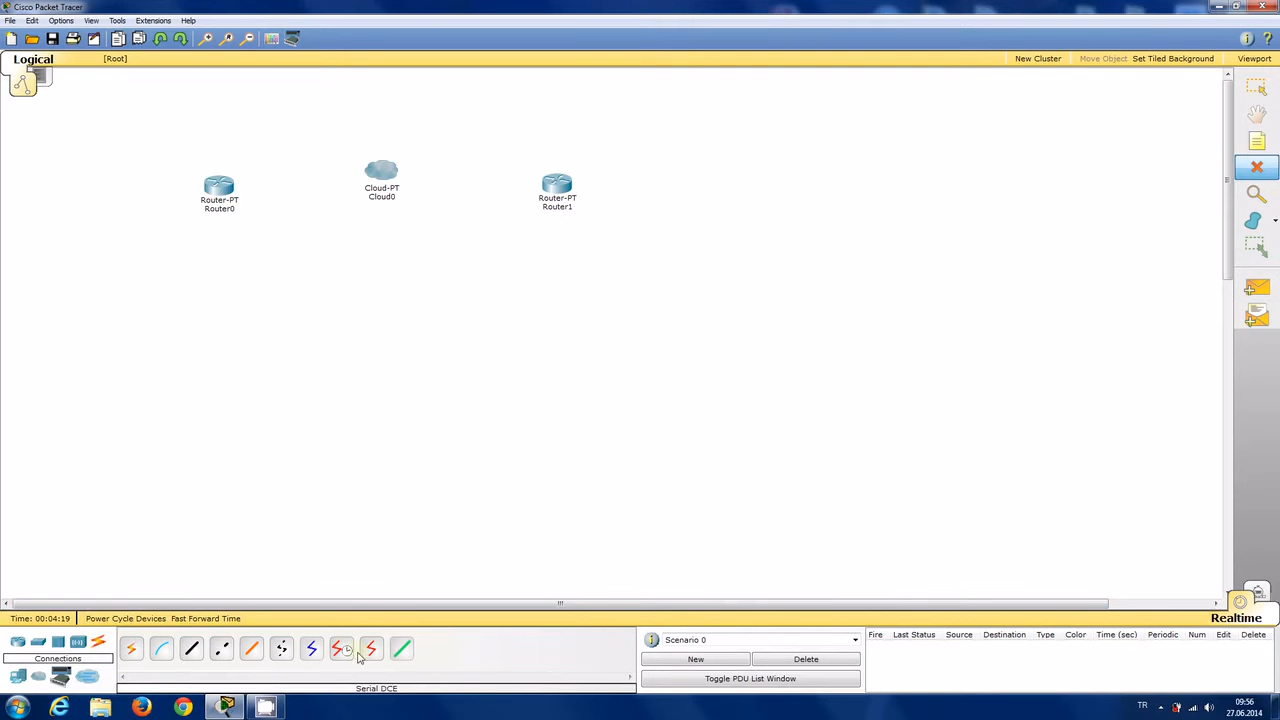 Cisco Packet Tracer
File Edit Options View Tools Extensions Help
Logical [Root] New Cluster Move Object Set Tiled Background Viewport
Cloud-PT
Cloud0
Router-PT
Router0
Router-PT
Router1
Time: 00:04:19 Power Cycle Devices Fast Forward Time Realtime
Scenario 0
Fire Last Status Source Destination Type Color Time (sec) Periodic Num Edit Delete
New Delete
Connections
Toggle PDU List Window
Serial DCE
TR 09:56
27.06.2014